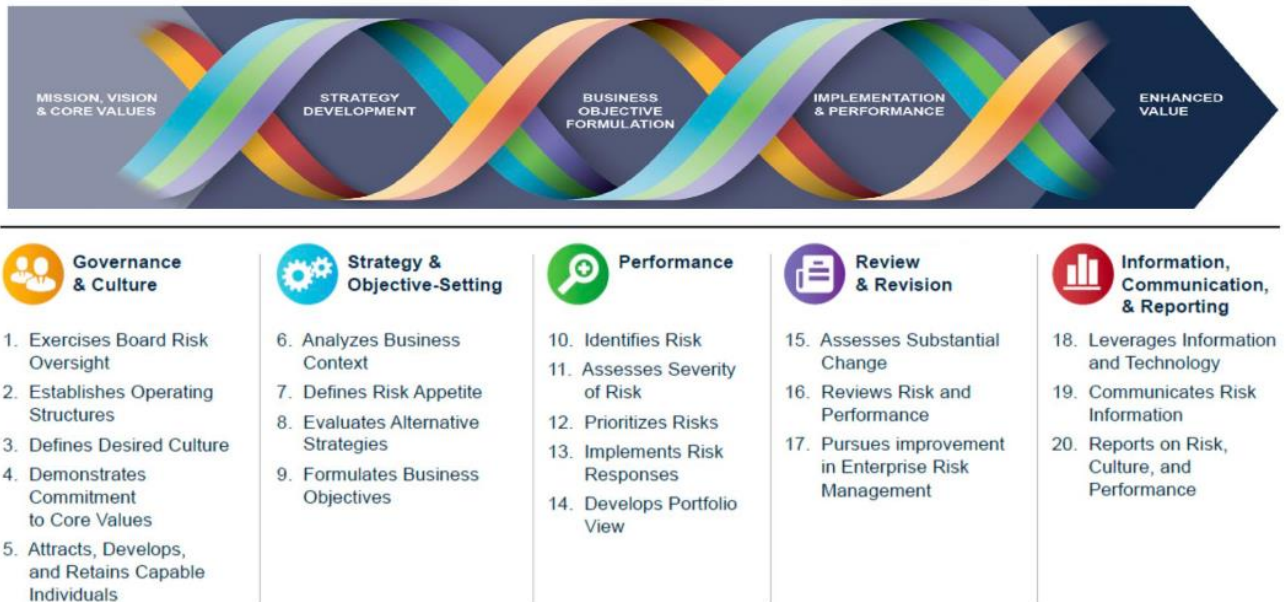 MISSION, VISION
& CORE VALUES
STRATEGY
DEVELOPMENT
BUSINESS
OBJECTIVE
FORMULATION
IMPLEMENTATION
& PERFORMANCE
ENHANCED
VALUE
Governance
& Culture
1. Exercises Board Risk
Oversight
2. Establishes Operating
Structures
3. Defines Desired Culture
4. Demonstrates
Commitment
to Core Values
5. Attracts, Develops,
and Retains Capable
Individuals
Strategy &
Objective-Setting
6. Analyzes Business
Context
7. Defines Risk Appetite
8. Evaluates Alternative
Strategies
9. Formulates Business
Objectives
Performance
10. Identifies Risk
11. Assesses Severity
of Risk
12. Prioritizes Risks
13. Implements Risk
Responses
14. Develops Portfolio
View
Review
& Revision
15. Assesses Substantial
Change
16. Reviews Risk and
Performance
17. Pursues improvement
in Enterprise Risk
Management
Information,
Communication,
& Reporting
18. Leverages Information
and Technology
19. Communicates Risk
Information
20. Reports on Risk,
Culture, and
Performance